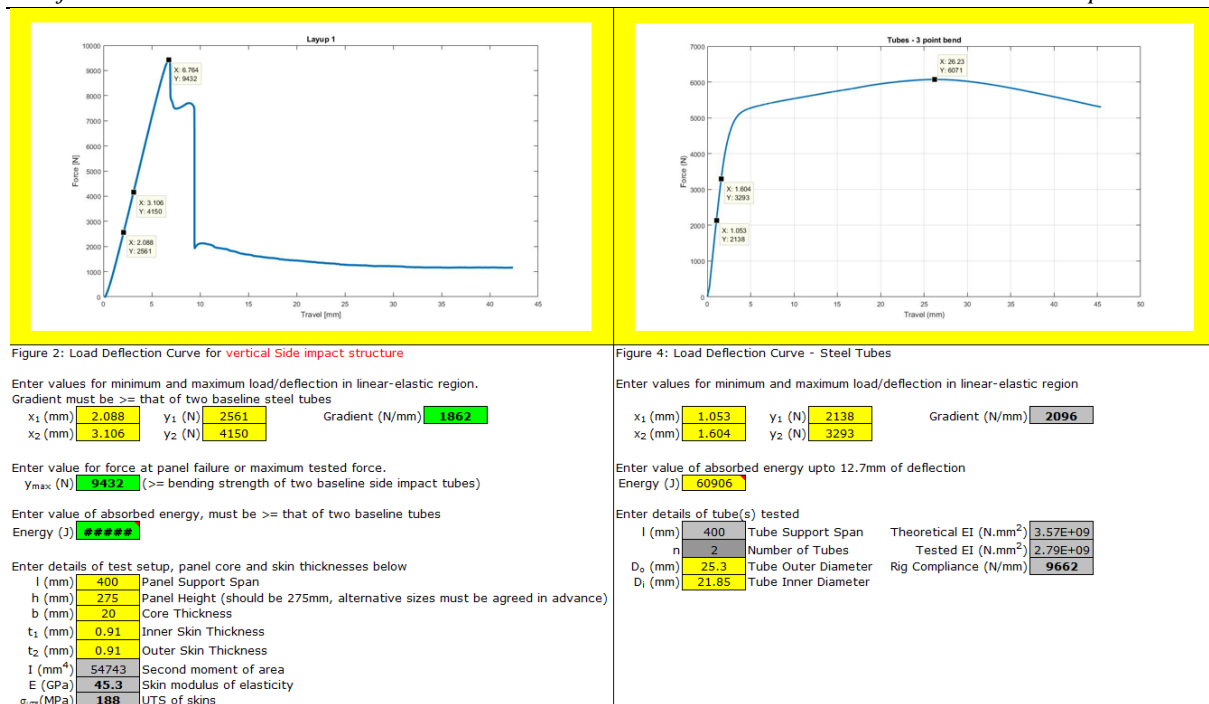 Layup 1
10000
9000
8000
7000
6000
5000
4000
3000
2000
1000
0
Force [N]
X: 6.764
Y: 9432
X: 3.106
Y: 4150
X: 2.088
Y: 2561
0 5 10 15 20 25 30 35 40 45
Travel [mm]
Figure 2: Load Deflection Curve for vertical Side impact structure
Enter values for minimum and maximum load/deflection in linear-elastic region.
Gradient must be >= that of two baseline steel tubes
x₁ (mm) 2.088 y₁ (N) 2561 Gradient (N/mm) 1862
x₂ (mm) 3.106 y₂ (N) 4150
Enter value for force at panel failure or maximum tested force.
yₘₐₓ (N) 9432 (>= bending strength of two baseline side impact tubes)
Enter value of absorbed energy, must be >= that of two baseline tubes
Energy (J) #####
Enter details of test setup, panel core and skin thicknesses below
l (mm) 400 Panel Support Span
h (mm) 275 Panel Height (should be 275mm, alternative sizes must be agreed in advance)
b (mm) 20 Core Thickness
t₁ (mm) 0.91 Inner Skin Thickness
t₂ (mm) 0.91 Outer Skin Thickness
I (mm⁴) 54743 Second moment of area
E (GPa) 45.3 Skin modulus of elasticity
(MPa) 188 UTS of skins
Tubes - 3 point bend
7000
6000
5000
4000
3000
2000
1000
0
Force (N)
X: 26.23
Y: 6071
X: 1.604
Y: 3293
X: 1.053
Y: 2138
0 5 10 15 20 25 30 35 40 45 50
Travel (mm)
Figure 4: Load Deflection Curve - Steel Tubes
Enter values for minimum and maximum load/deflection in linear-elastic region
x₁ (mm) 1.053 y₁ (N) 2138 Gradient (N/mm) 2096
x₂ (mm) 1.604 y₂ (N) 3293
Enter value of absorbed energy upto 12.7mm of deflection
Energy (J) 60906
Enter details of tube(s) tested
l (mm) 400 Tube Support Span Theoretical EI (N.mm²) 3.57E+09
n 2 Number of Tubes Tested EI (N.mm²) 2.79E+09
Dₒ (mm) 25.3 Tube Outer Diameter Rig Compliance (N/mm) 9662
Dᵢ (mm) 21.85 Tube Inner Diameter